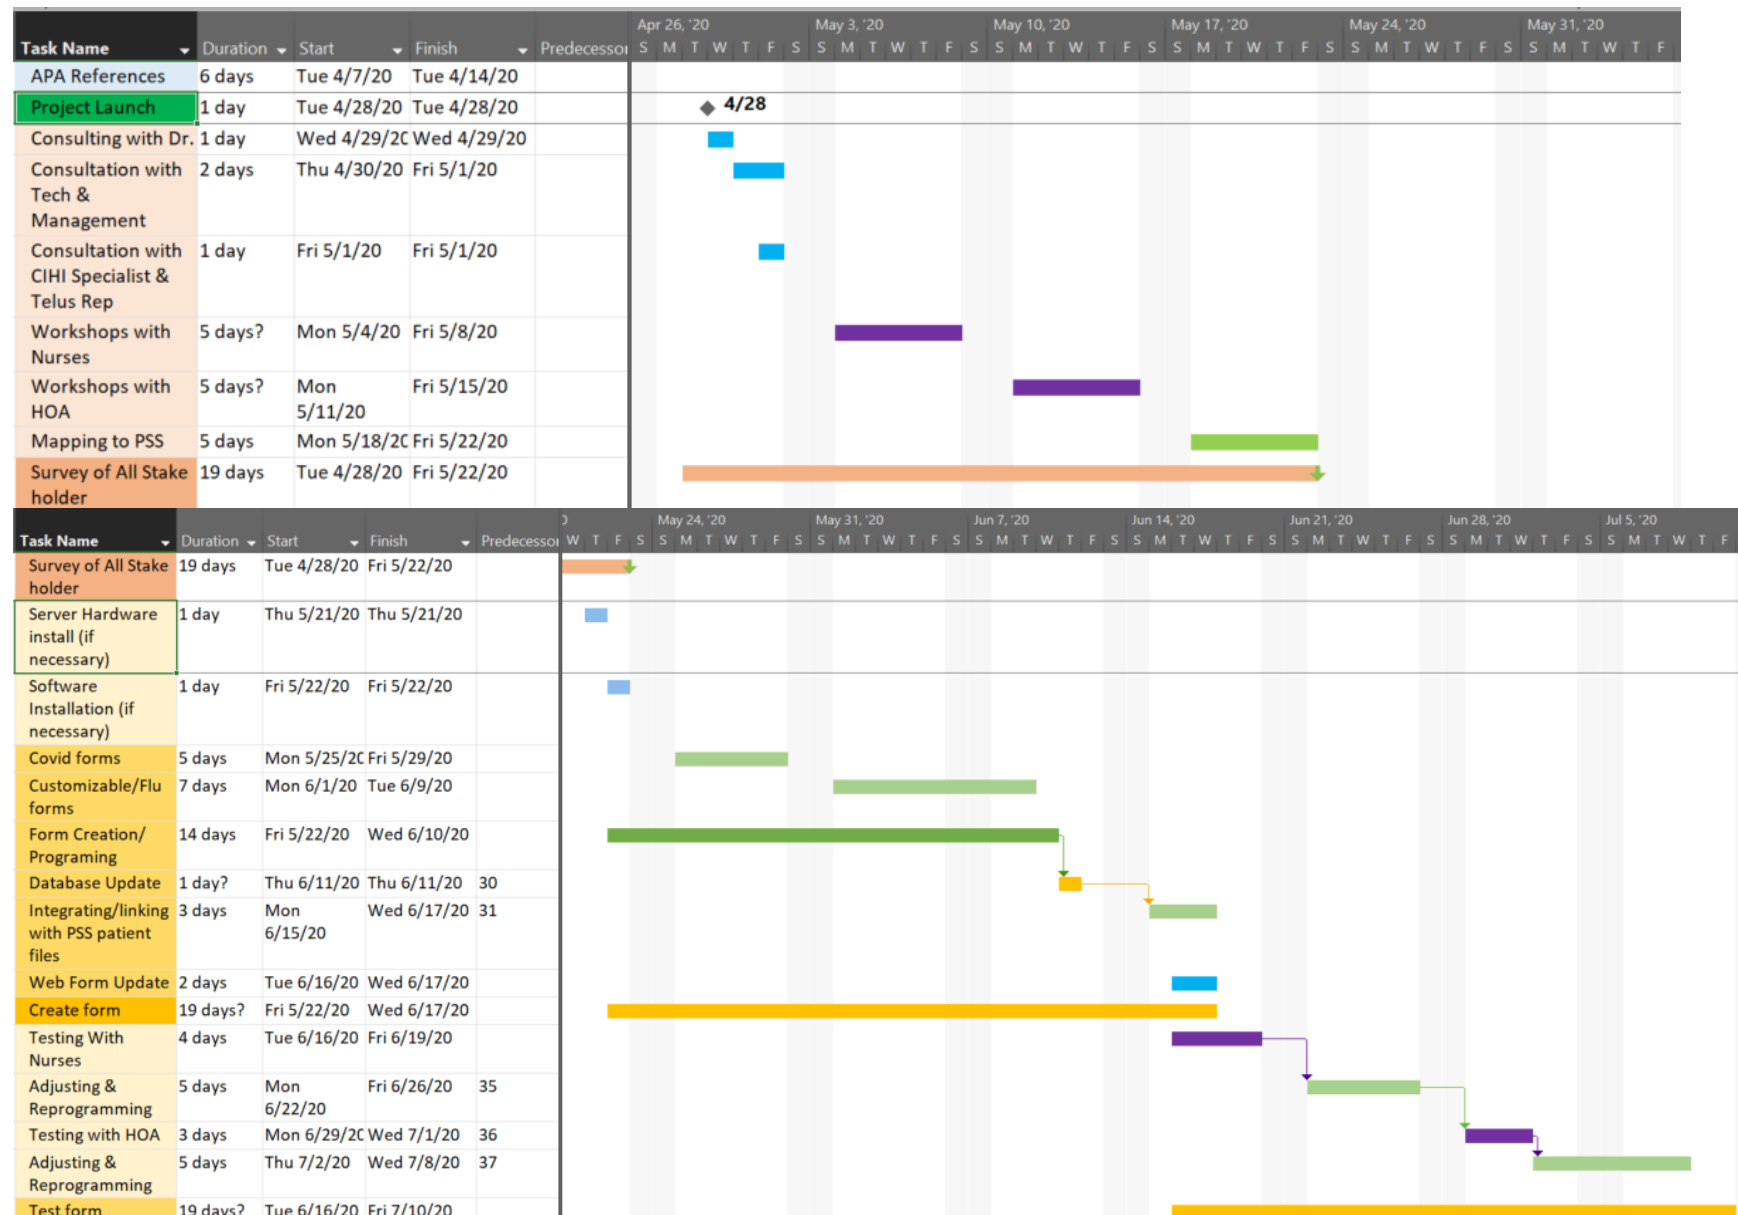 Apr 26, '20 May 3, '20 May 10, '20 May 17, '20 May 24, '20 May 31, '20
Task Name Duration Start Finish Predecessor S M T W T F S S M T W T F S S M T W T F S S M T W T F S S M T W T F S S M T W T F
APA References 6 days Tue 4/7/20 Tue 4/14/20
Project Launch 1 day Tue 4/28/20 Tue 4/28/20 4/28
Consulting with Dr. 1 day Wed 4/29/20 Wed 4/29/20
Consultation with 2 days Thu 4/30/20 Fri 5/1/20
Tech &
Management
Consultation with 1 day Fri 5/1/20 Fri 5/1/20
CIHI Specialist &
Telus Rep
Workshops with 5 days? Mon 5/4/20 Fri 5/8/20
Nurses
Workshops with 5 days? Mon Fri 5/15/20
HOA 5/11/20
Mapping to PSS 5 days Mon 5/18/20 Fri 5/22/20
Survey of All Stake 19 days Tue 4/28/20 Fri 5/22/20
holder
May 24, '20 May 31, '20 Jun 7, '20 Jun 14, '20 Jun 21, '20 Jun 28, '20 Jul 5, '20
Task Name Duration Start Finish Predecessor W T F S S M T W T F S S M T W T F S S M T W T F S S M T W T F S S M T W T F S S M T W T F S S M T W T F
Survey of All Stake 19 days Tue 4/28/20 Fri 5/22/20
holder
Server Hardware 1 day Thu 5/21/20 Thu 5/21/20
install (if
necessary)
Software 1 day Fri 5/22/20 Fri 5/22/20
Installation (if
necessary)
Covid forms 5 days Mon 5/25/20 Fri 5/29/20
Customizable/Flu 7 days Mon 6/1/20 Tue 6/9/20
forms
Form Creation/ 14 days Fri 5/22/20 Wed 6/10/20
Programing
Database Update 1 day? Thu 6/11/20 Thu 6/11/20 30
Integrating/linking 3 days Mon Wed 6/17/20 31
with PSS patient 6/15/20
files
Web Form Update 2 days Tue 6/16/20 Wed 6/17/20
Create form 19 days? Fri 5/22/20 Wed 6/17/20
Testing With 4 days Tue 6/16/20 Fri 6/19/20
Nurses
Adjusting & 5 days Mon Fri 6/26/20 35
Reprogramming 6/22/20
Testing with HOA 3 days Mon 6/29/20 Wed 7/1/20 36
Adjusting & 5 days Thu 7/2/20 Wed 7/8/20 37
Reprogramming
Test form 19 days? Tue 6/16/20 Fri 7/10/20